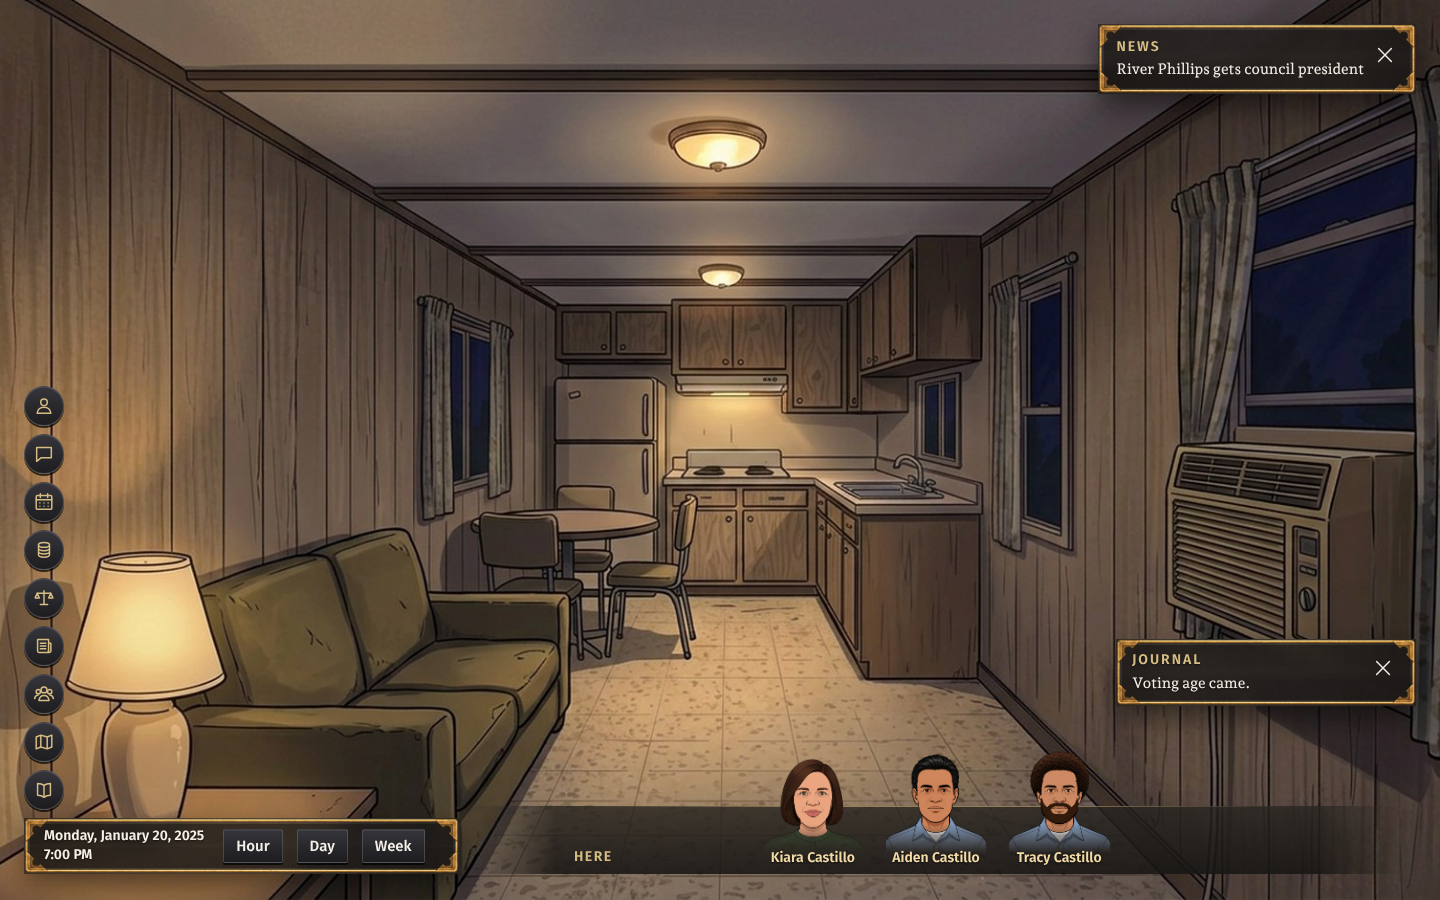 NEWS
River Phillips gets council president
JOURNAL
Voting age came.
Monday, January 20, 2025
7:00 PM
Hour
Day
Week
HERE
Kiara Castillo
Aiden Castillo
Tracy Castillo